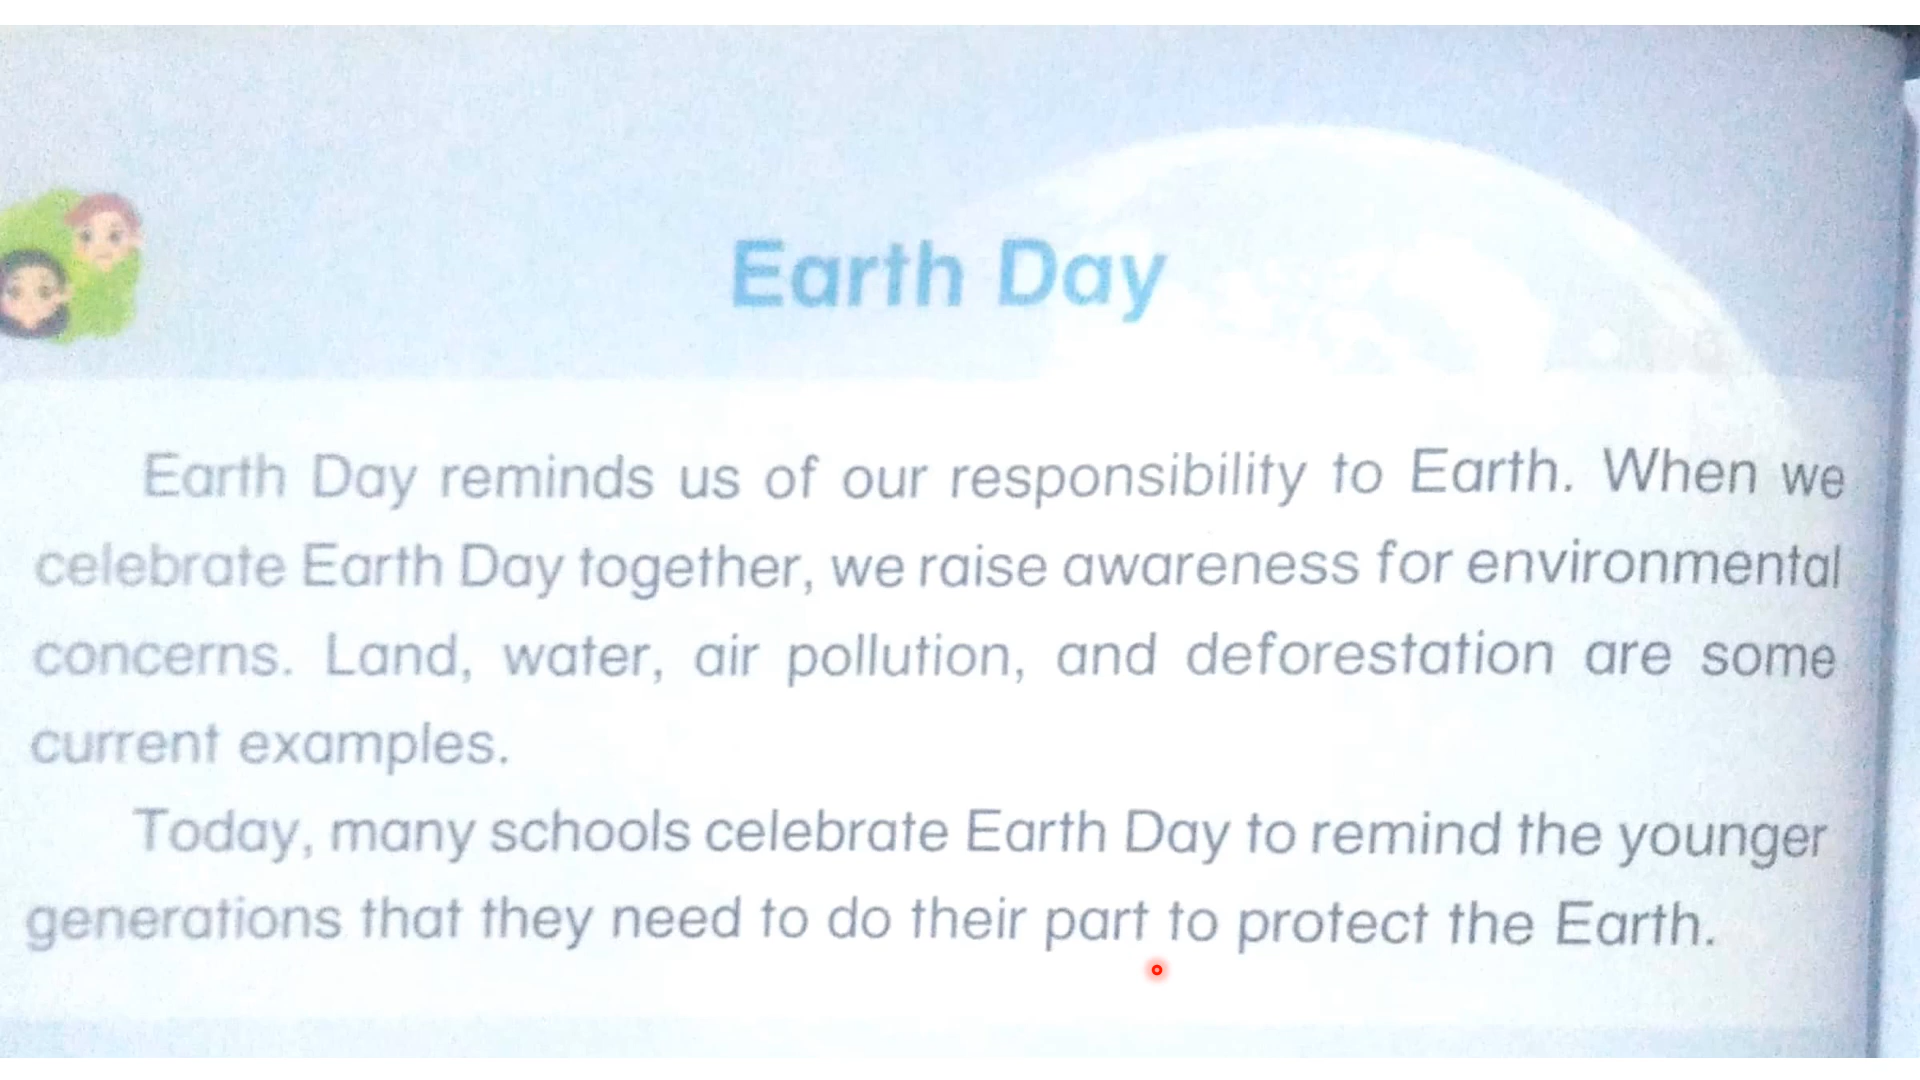 Earth Day
Earth Day reminds us of our responsibility to Earth. When we
celebrate Earth Day together, we raise awareness for environmental
concerns. Land, water, air pollution, and deforestation are some
current examples.
Today, many schools celebrate Earth Day to remind the younger
generations that they need to do their part to protect the Earth.